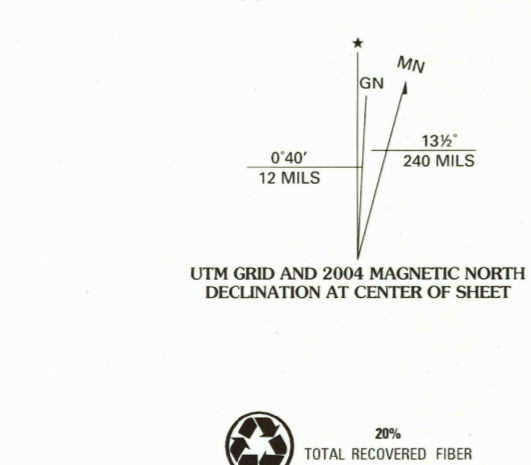 ★
MN
GN
0°40′
12 MILS
13½°
240 MILS
UTM GRID AND 2004 MAGNETIC NORTH
DECLINATION AT CENTER OF SHEET
20%
TOTAL RECOVERED FIBER